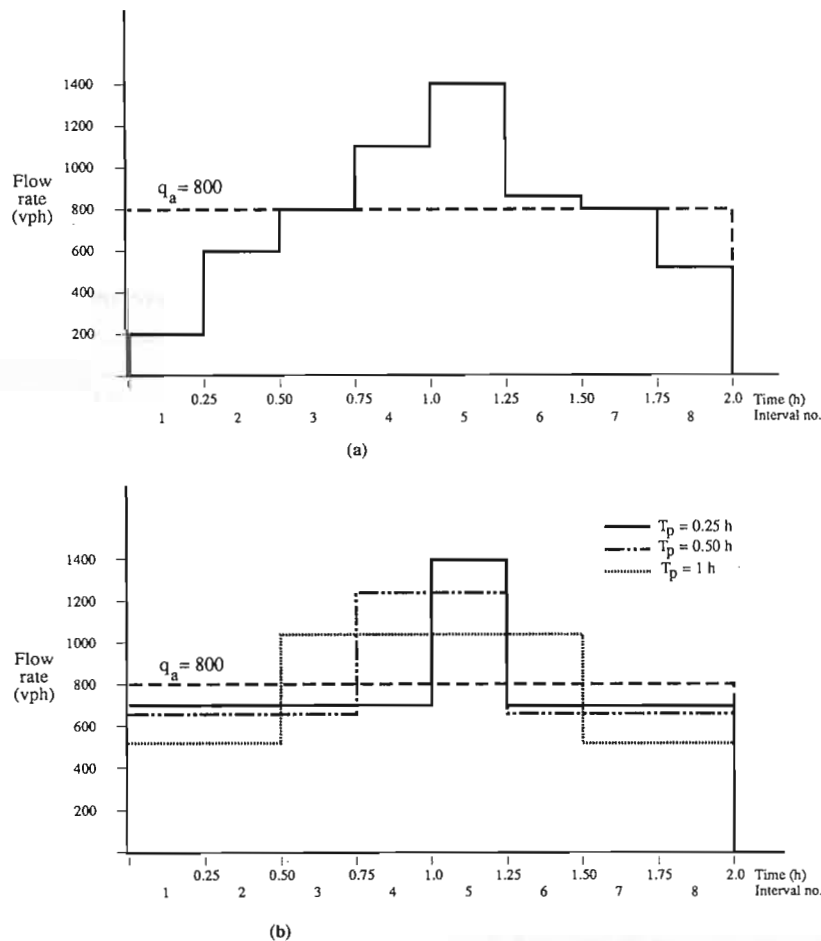 1400
1200
1000
Flow
rate
(vph)
q_a = 800
800
600
400
200
0.25 0.50 0.75 1.0 1.25 1.50 1.75 2.0 Time (h)
1 2 3 4 5 6 7 8 Interval no.
(a)
T_p = 0.25 h
T_p = 0.50 h
T_p = 1 h
1400
1200
1000
Flow
rate
(vph)
q_a = 800
800
600
400
200
0.25 0.50 0.75 1.0 1.25 1.50 1.75 2.0 Time (h)
1 2 3 4 5 6 7 8 Interval no.
(b)